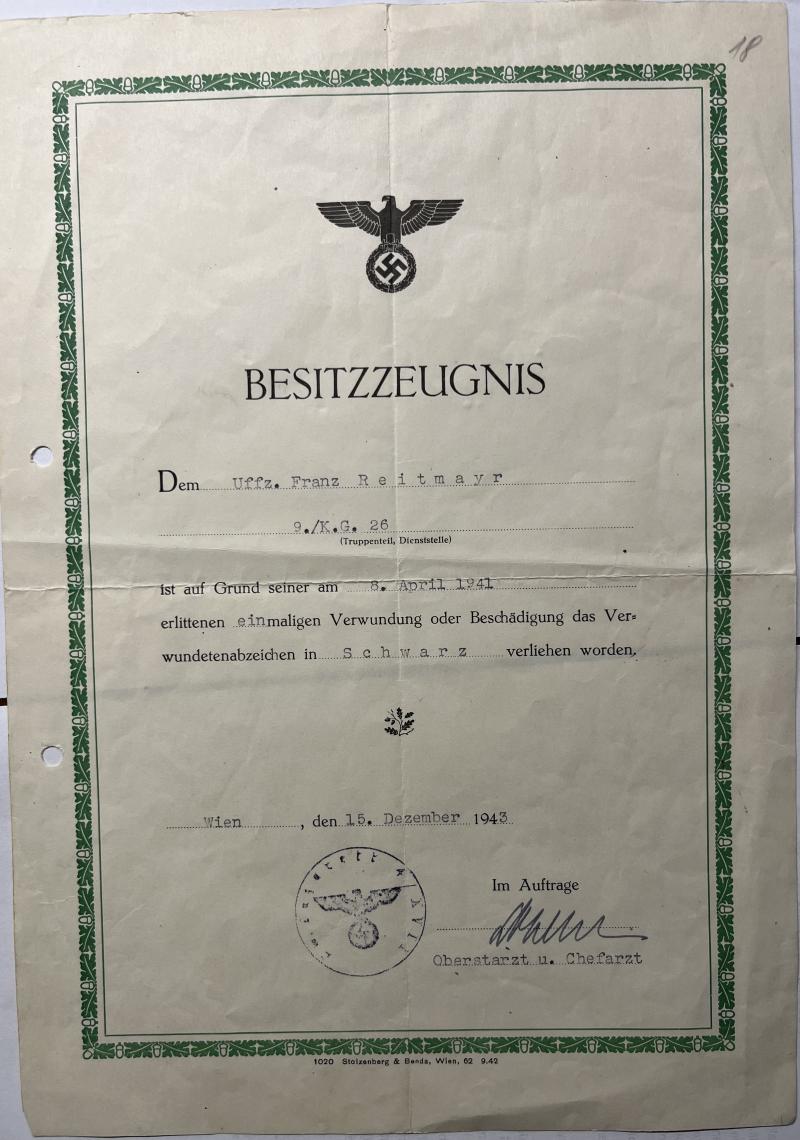 18
BESITZZEUGNIS
Dem Uffz. Franz Reitmayr
9./K.G. 26
(Truppenteil, Dienststelle)
ist auf Grund seiner am 8. April 1941
erlittenen einmaligen Verwundung oder Beschädigung das Ver=
wundetenabzeichen in Schwarz verliehen worden.
Wien, den 15. Dezember 1943
Im Auftrage
Oberstarzt u. Chefarzt
XVII
1020 Stolzenberg & Benda, Wien, 62 9.42